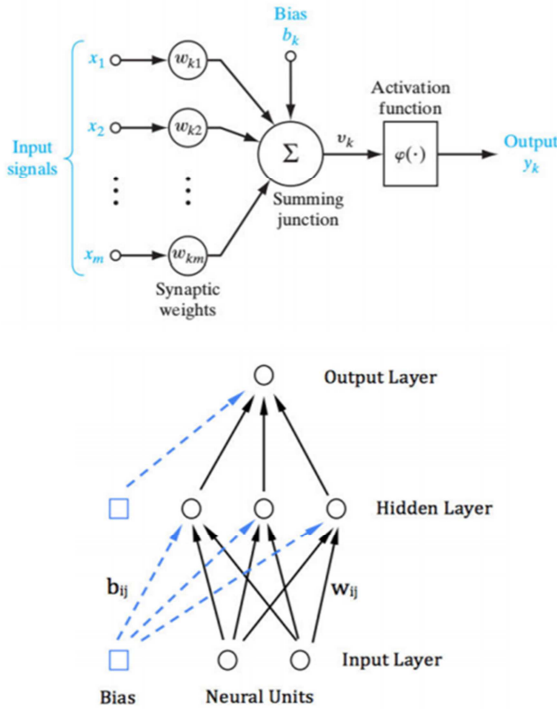 Bias
b_k
x_1
w_k1
Activation
function
x_2
w_k2
Input
signals
Σ
v_k
φ(·)
Output
y_k
Summing
junction
x_m
w_km
Synaptic
weights
Output Layer
Hidden Layer
b_ij
w_ij
Input Layer
Bias
Neural Units